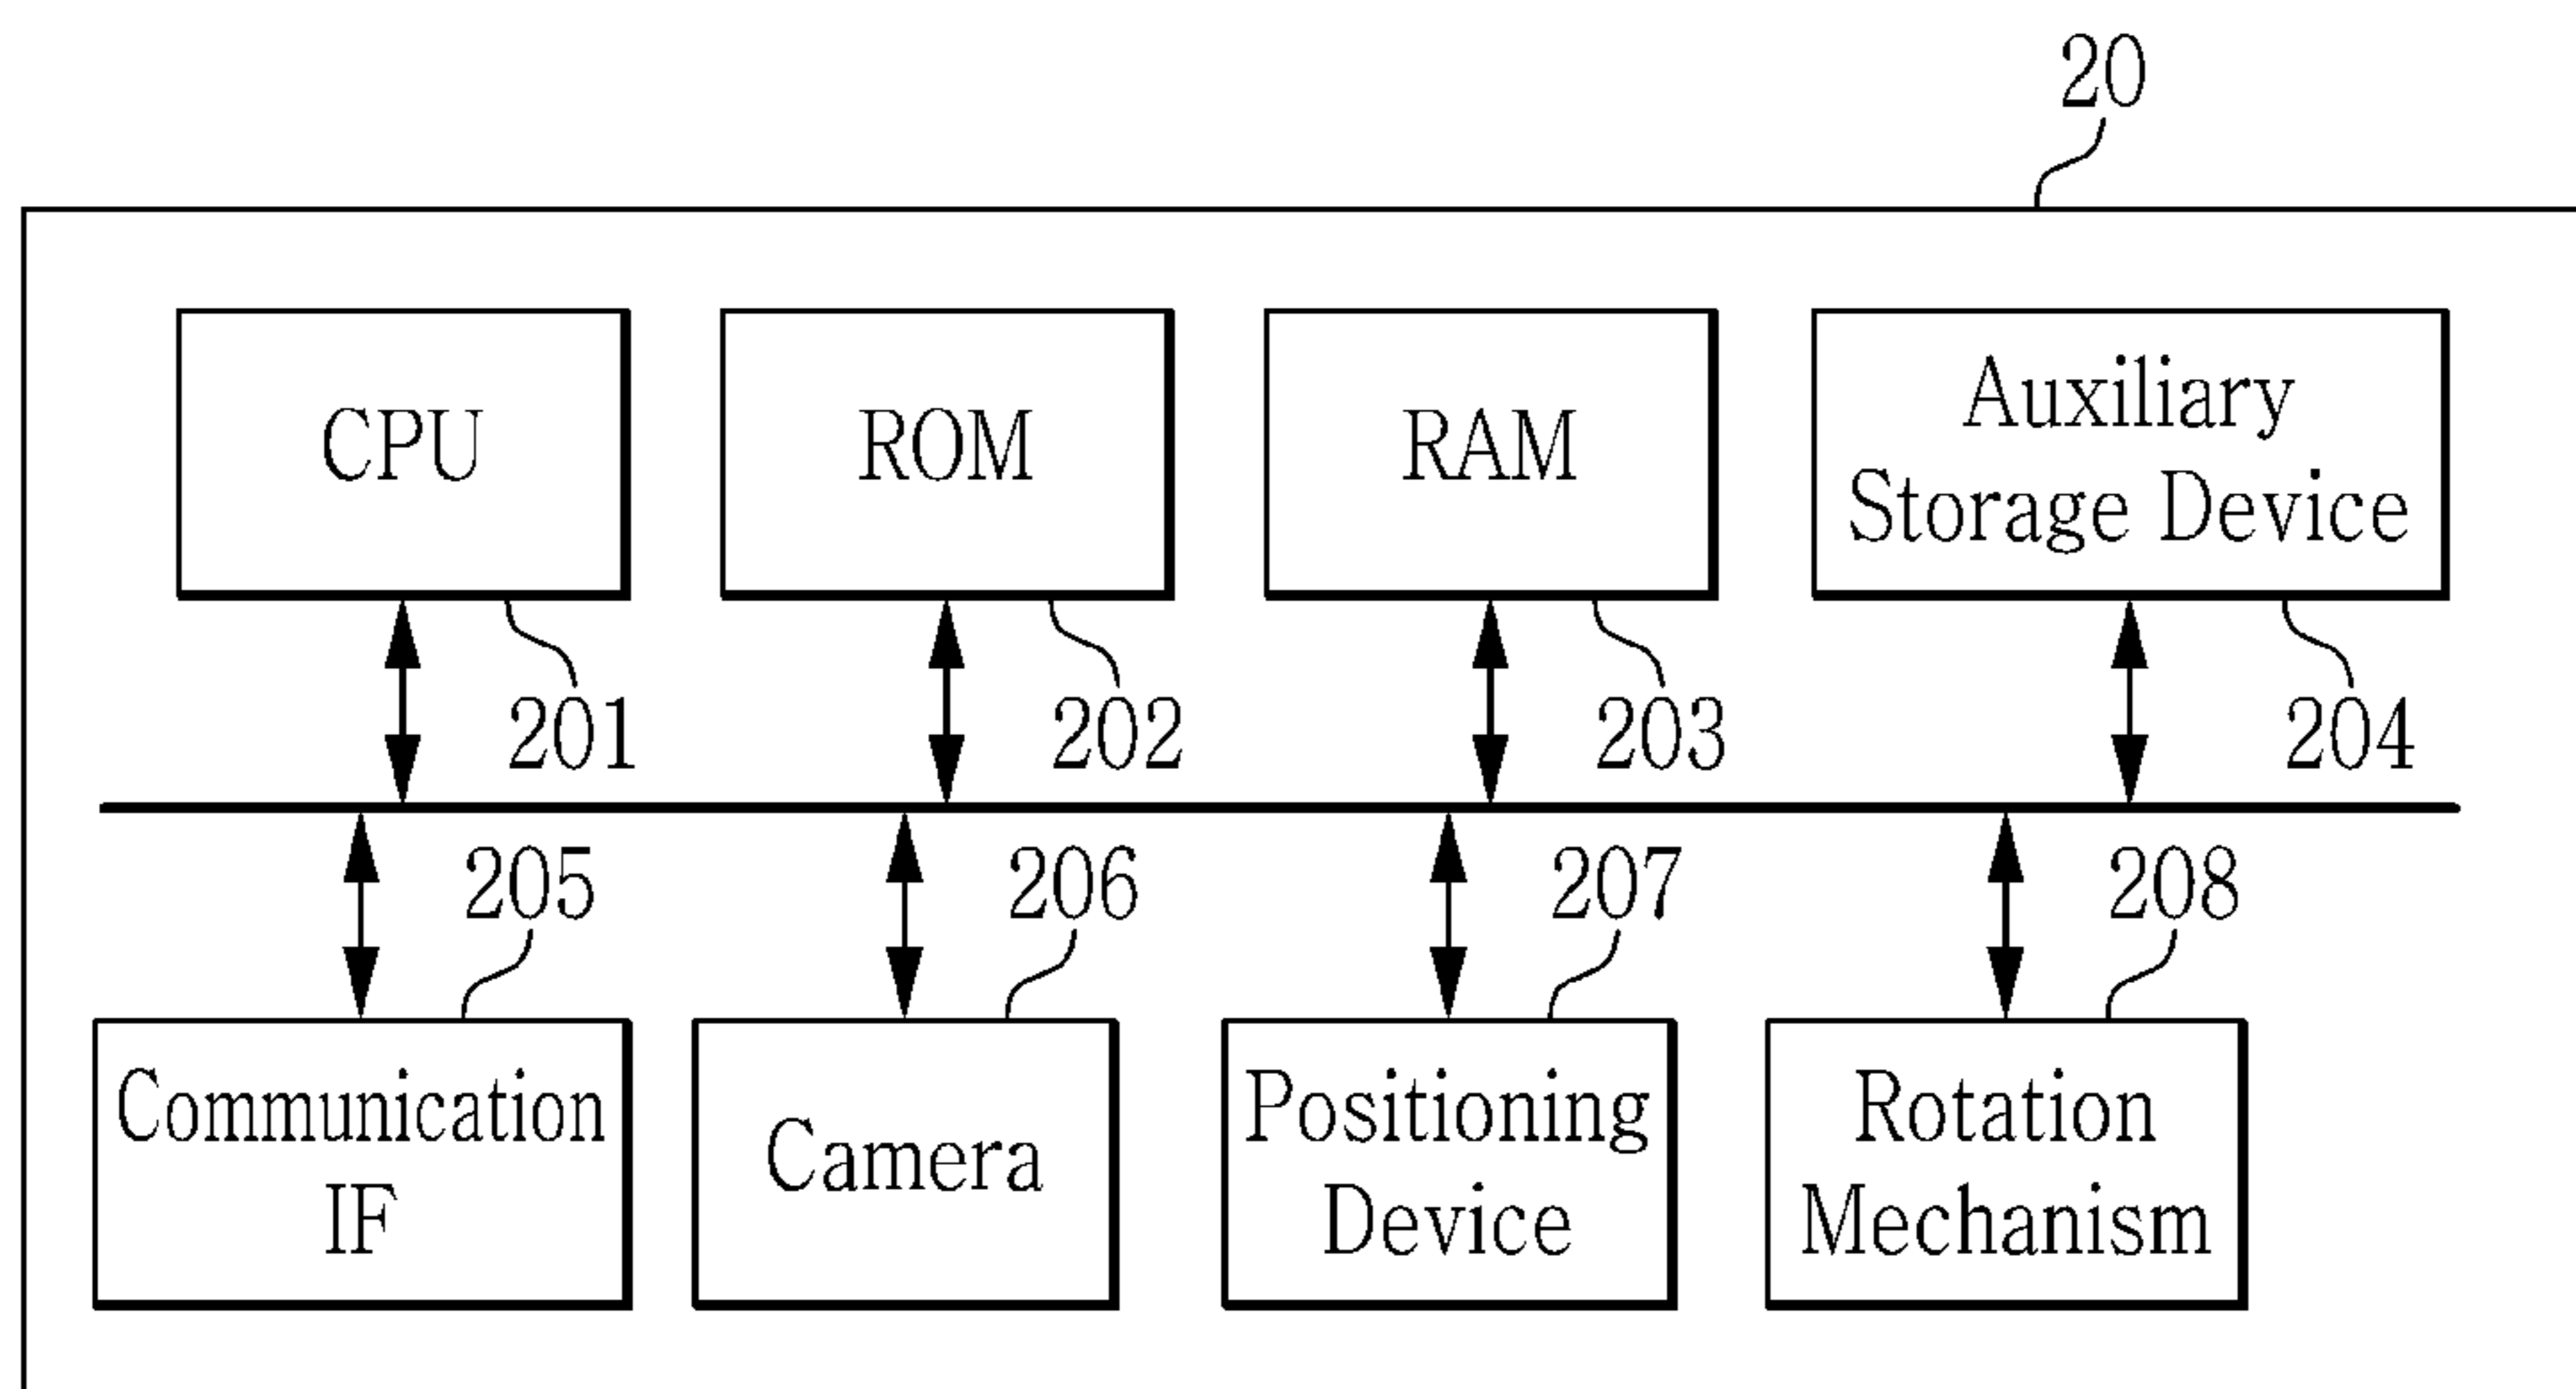 20
CPU
ROM
RAM
Auxiliary
Storage Device
201
202
203
204
205
206
207
208
Communication
IF
Camera
Positioning
Device
Rotation
Mechanism